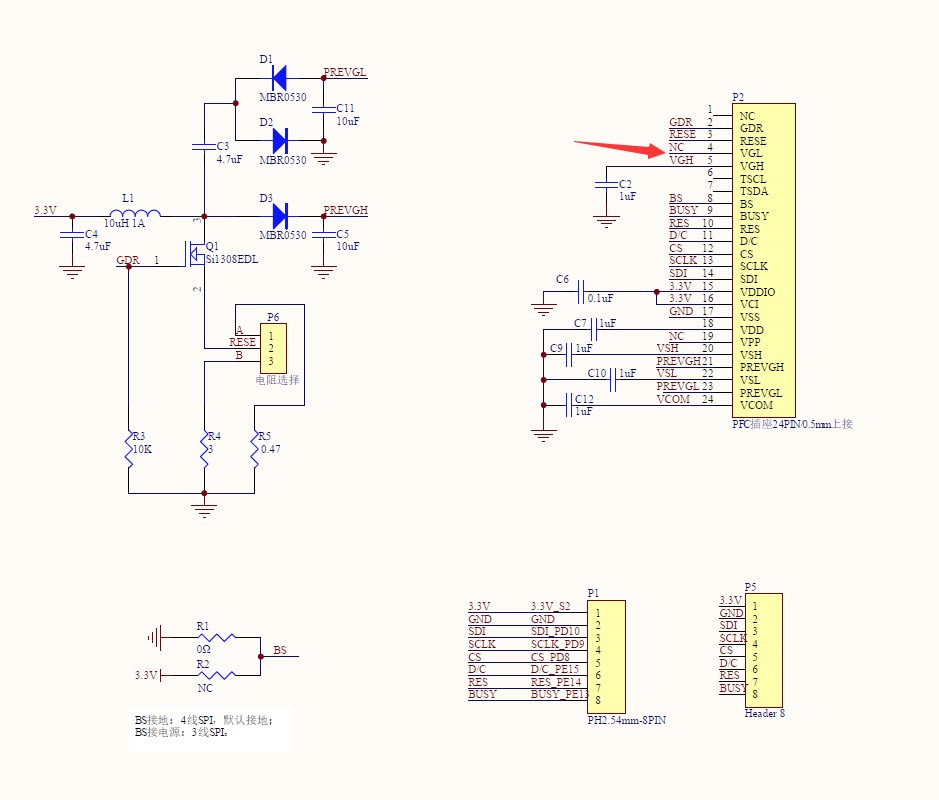 D1
PREVGL
MBR0530
C11
10uF
D2
MBR0530
C3
4.7uF
L1
3.3V
10uH 1A
D3
PREVGH
MBR0530
C4
4.7uF
C5
10uF
3
Q1
Si1308EDL
GDR 1
2
P6
A 1
RESE 2
B 3
电阻选择
R3
10K
R4
3
R5
0.47
P2
1 NC
GDR 2 GDR
RESE 3 RESE
NC 4 VGL
VGH 5 VGH
6 TSCL
7 TSDA
BS 8 BS
BUSY 9 BUSY
RES 10 RES
D/C 11 D/C
CS 12 CS
SCLK 13 SCLK
SDI 14 SDI
3.3V 15 VDDIO
3.3V 16 VCI
GND 17 VSS
18 VDD
NC 19 VPP
VSH 20 VSH
PREVGH 21 PREVGH
VSL 22 VSL
PREVGL 23 PREVGL
VCOM 24 VCOM
PFC插座24PIN/0.5mm上接
C2
1uF
C6
0.1uF
C7 1uF
C9 1uF
C10 1uF
C12
1uF
R1
0Ω
BS
R2
3.3V
NC
BS接地：4线SPI，默认接地；
BS接电源：3线SPI。
P1
3.3V 3.3V_S2 1
GND GND 2
SDI SDI_PD10 3
SCLK SCLK_PD9 4
CS CS_PD8 5
D/C D/C_PE15 6
RES RES_PE14 7
BUSY BUSY_PE13 8
PH2.54mm-8PIN
P5
3.3V 1
GND 2
SDI 3
SCLK 4
CS 5
D/C 6
RES 7
BUSY 8
Header 8